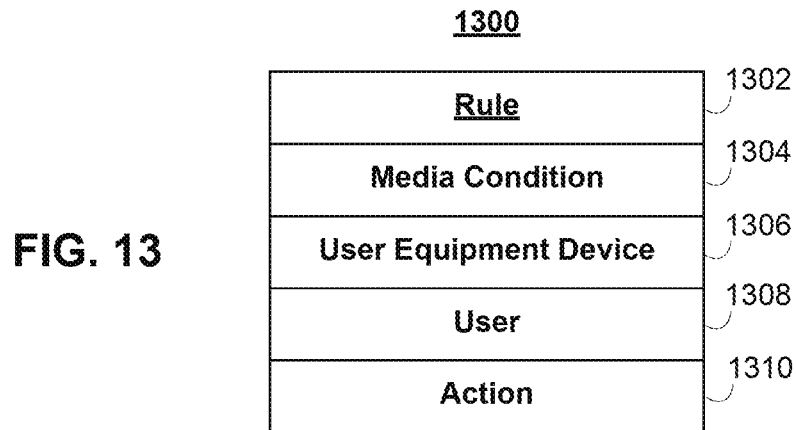 1300
Rule
1302
Media Condition
1304
User Equipment Device
1306
User
1308
Action
1310
FIG. 13